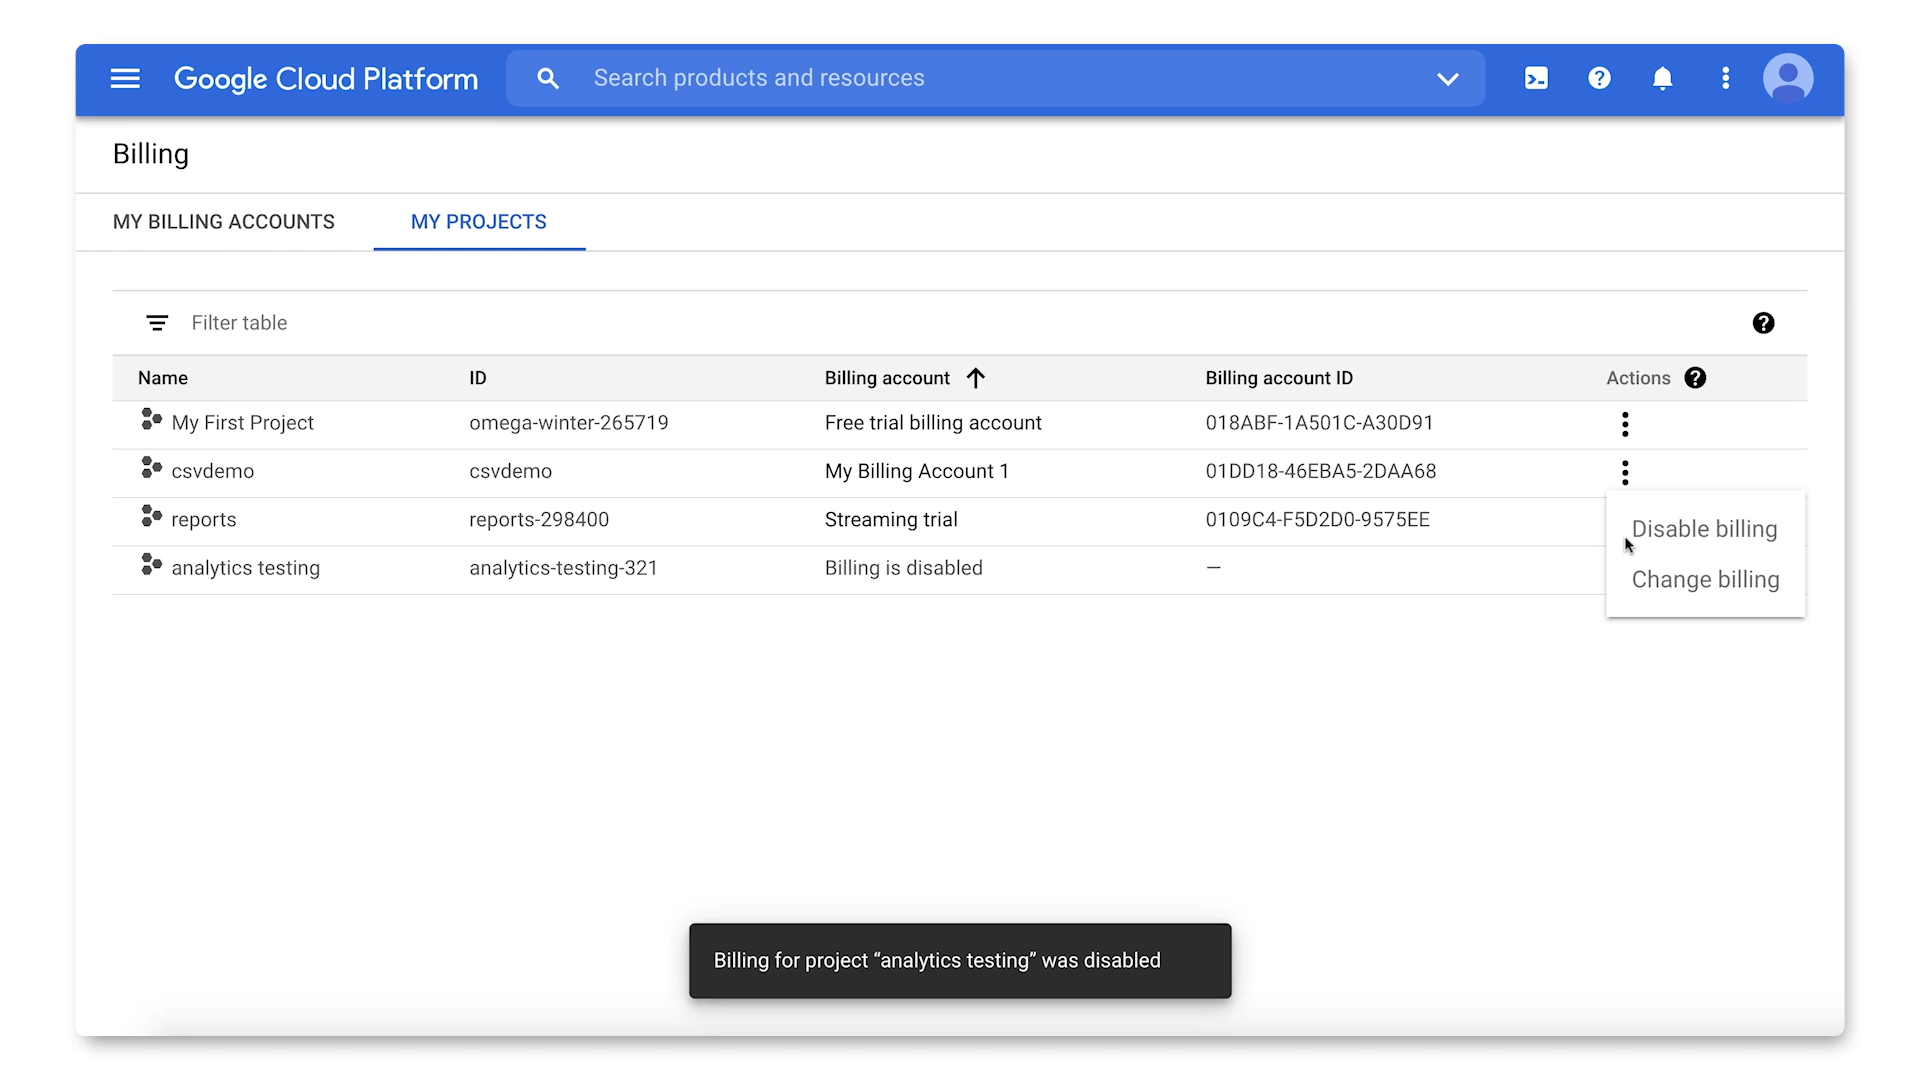 Google Cloud Platform
Search products and resources
Billing
MY BILLING ACCOUNTS MY PROJECTS
Filter table
Name ID Billing account Billing account ID Actions
My First Project omega-winter-265719 Free trial billing account 018ABF-1A501C-A30D91
csvdemo csvdemo My Billing Account 1 01DD18-46EBA5-2DAA68
reports reports-298400 Streaming trial 0109C4-F5D2D0-9575EE
Disable billing
analytics testing analytics-testing-321 Billing is disabled —
Change billing
Billing for project “analytics testing” was disabled